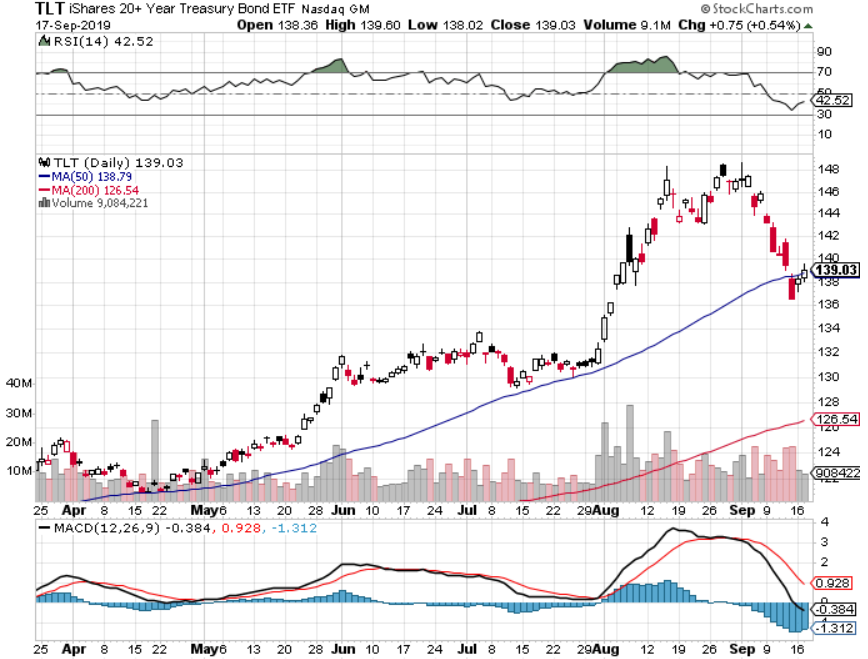 TLT iShares 20+ Year Treasury Bond ETF Nasdaq GM © StockCharts.com
17-Sep-2019 Open 138.36 High 139.60 Low 138.02 Close 139.03 Volume 9.1M Chg +0.75 (+0.54%)
RSI(14) 42.52
90
70
50
42.52
30
10
TLT (Daily) 139.03
MA(50) 138.79
MA(200) 126.54
Volume 9,084,221
148
146
144
142
140
139.03
138
136
134
132
130
128
126.54
126
124
908422
122
40M
30M
20M
10M
25 Apr 8 15 22 May 6 13 20 28 Jun 10 17 24 Jul 8 15 22 29 Aug 12 19 26 Sep 9 16
MACD(12,26,9) -0.384, 0.928, -1.312
4
3
2
0.928
0
-0.384
-1.312
25 Apr 8 15 22 May 6 13 20 28 Jun 10 17 24 Jul 8 15 22 29 Aug 12 19 26 Sep 9 16